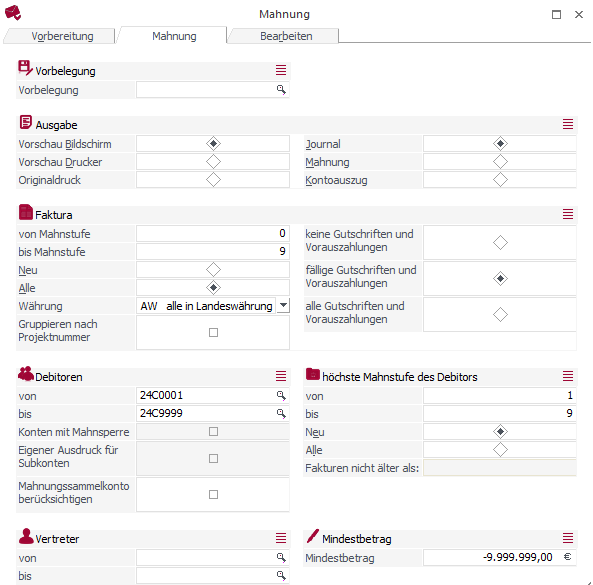 Mahnung
Vorbereitung
Mahnung
Bearbeiten
Vorbelegung
Vorbelegung
Ausgabe
Vorschau Bildschirm
Journal
Vorschau Drucker
Mahnung
Originaldruck
Kontoauszug
Faktura
von Mahnstufe 0
bis Mahnstufe 9
Neu
Alle
Währung AW alle in Landeswährung
Gruppieren nach
Projektnummer
keine Gutschriften und
Vorauszahlungen
fällige Gutschriften und
Vorauszahlungen
alle Gutschriften und
Vorauszahlungen
Debitoren
von 24C0001
bis 24C9999
Konten mit Mahnsperre
Eigener Ausdruck für
Subkonten
Mahnungssammelkonto
berücksichtigen
höchste Mahnstufe des Debitors
von 1
bis 9
Neu
Alle
Fakturen nicht älter als:
Vertreter
von
bis
Mindestbetrag
Mindestbetrag -9.999.999,00 €